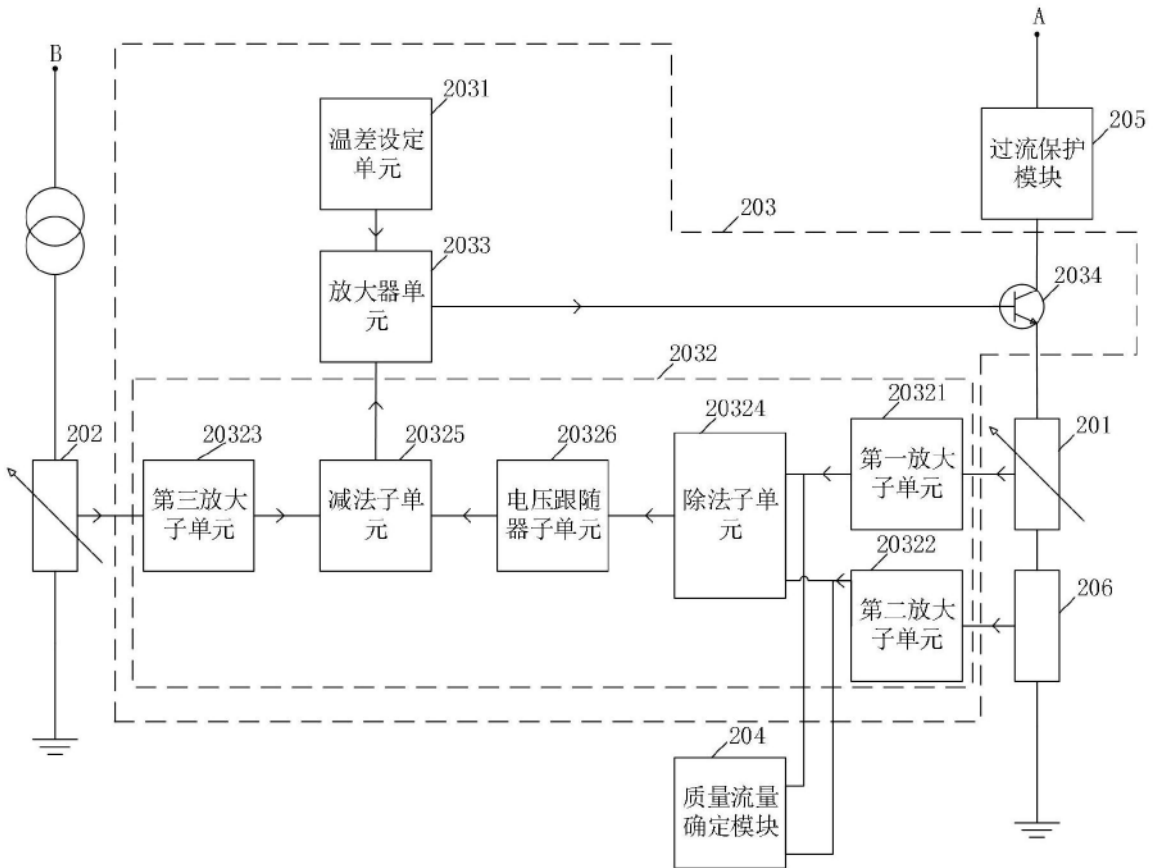 A
B
2031
温差设定
单元
205
过流保护
模块
203
2033
放大器单
元
2034
2032
20321
20324
202
20323
20325
20326
201
第一放大
子单元
第三放大
子单元
减法子单
元
电压跟随
器子单元
除法子单
元
20322
206
第二放大
子单元
204
质量流量
确定模块